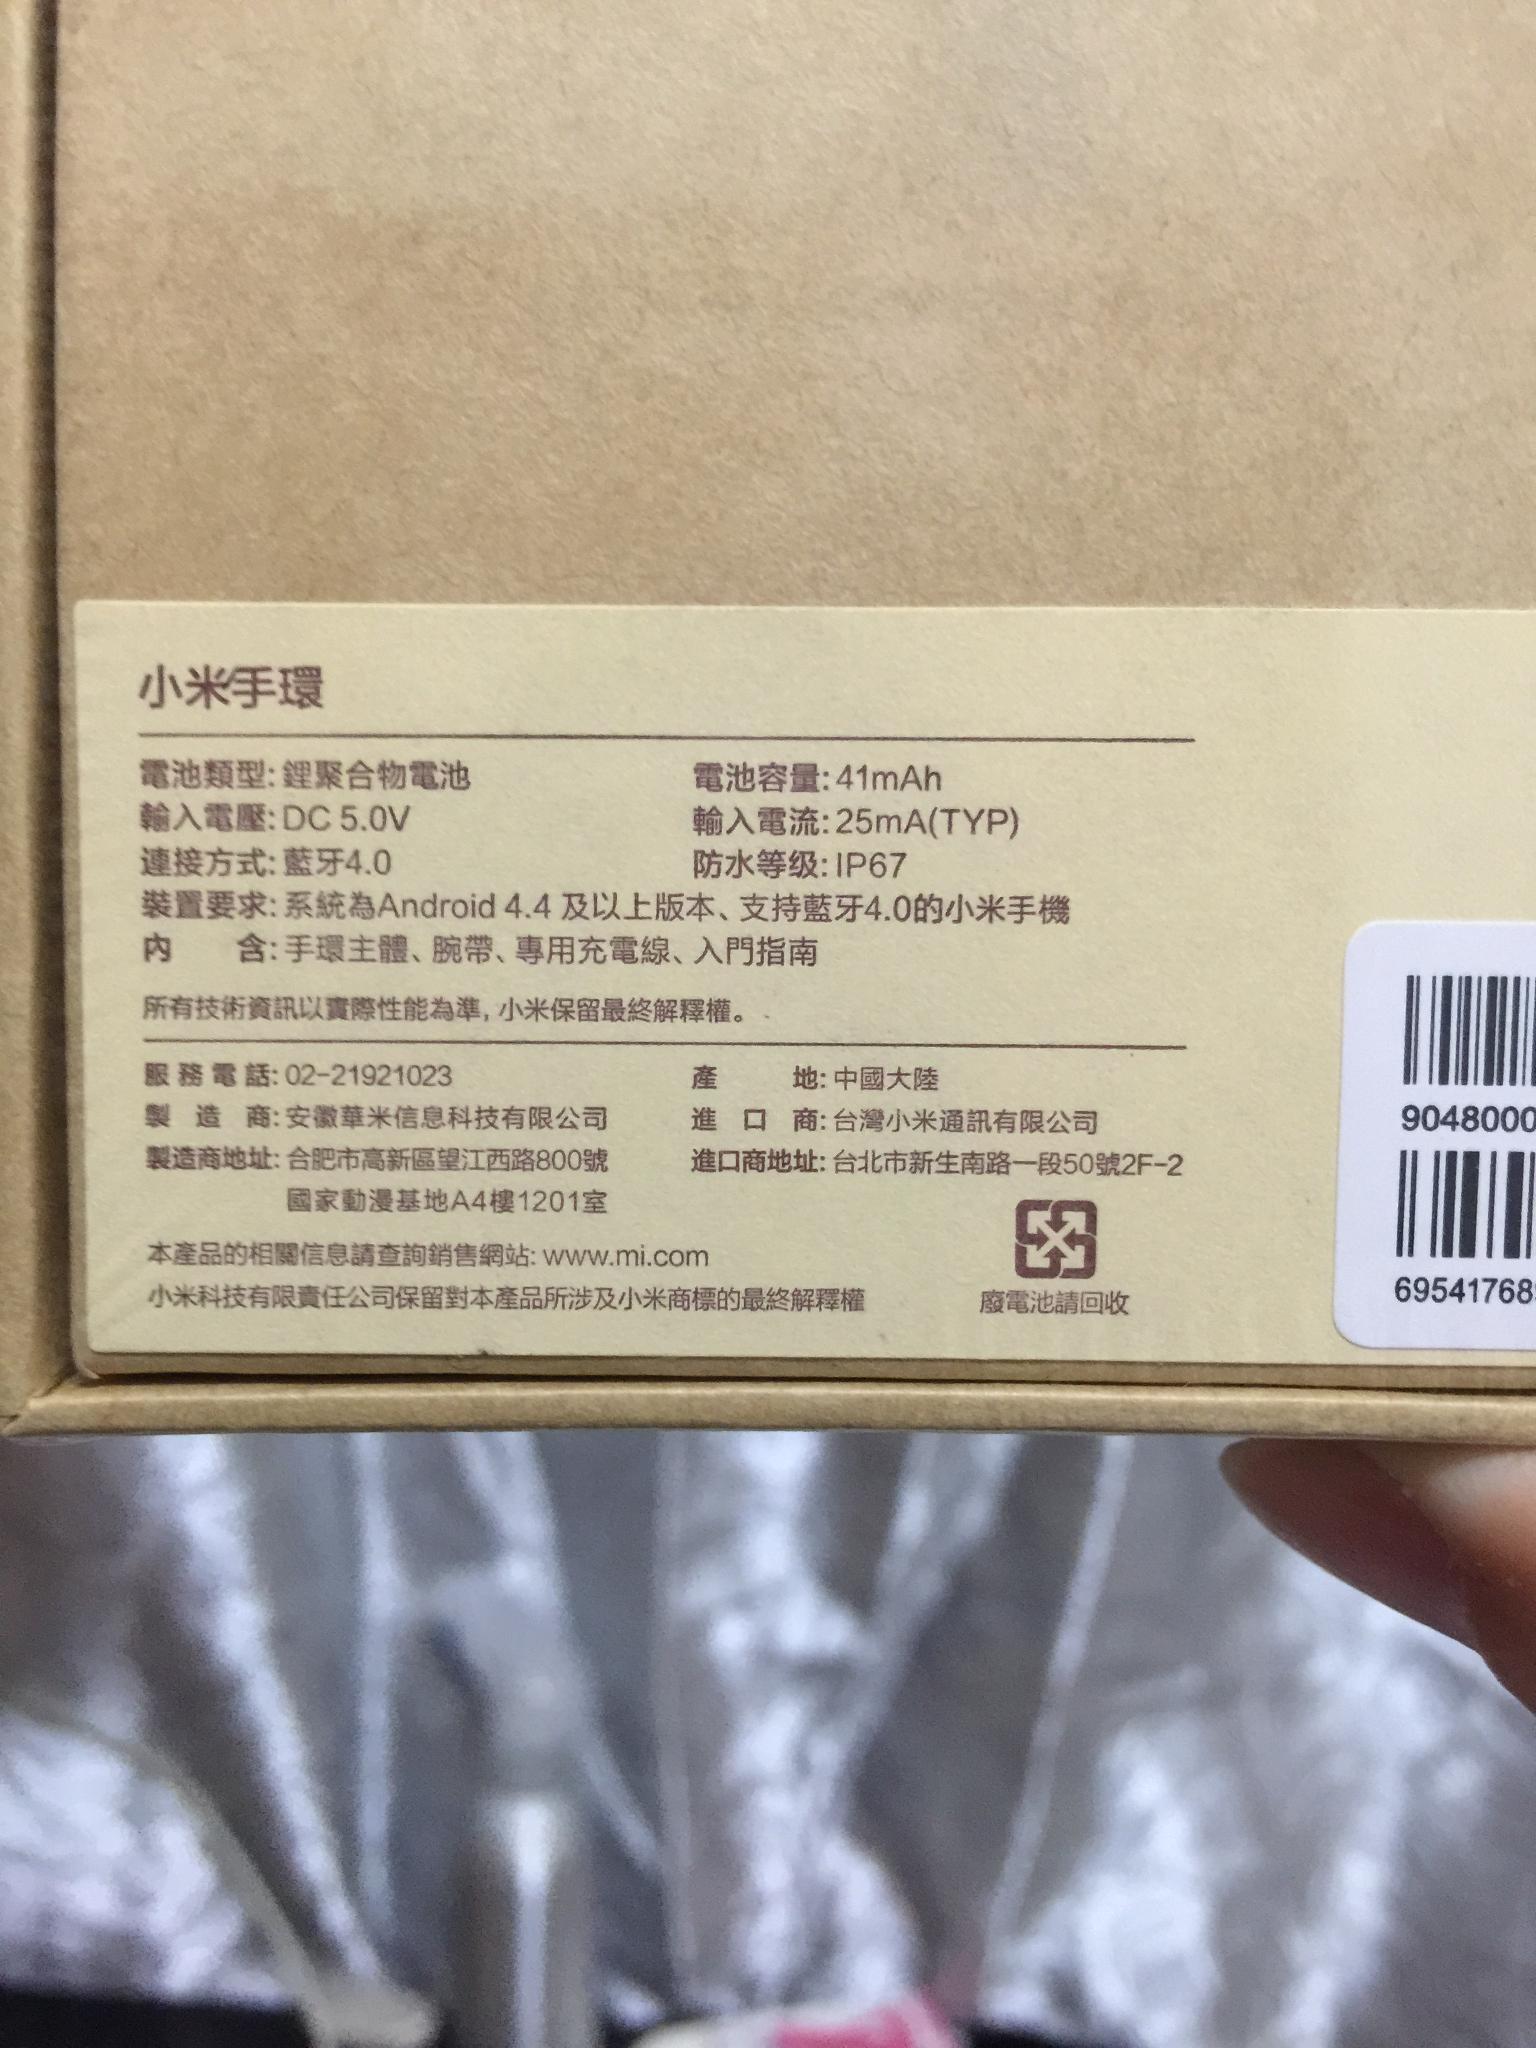 小米手環
電池類型: 鋰聚合物電池 電池容量: 41mAh
輸入電壓: DC 5.0V 輸入電流: 25mA(TYP)
連接方式: 藍牙4.0 防水等级: IP67
裝置要求: 系統為Android 4.4 及以上版本、支持藍牙4.0的小米手機
內 含: 手環主體、腕帶、專用充電線、入門指南
所有技術資訊以實際性能為準, 小米保留最終解釋權。
服務電話: 02-21921023 產 地: 中國大陸
製造商: 安徽華米信息科技有限公司 進口商: 台灣小米通訊有限公司
製造商地址: 合肥市高新區望江西路800號 進口商地址: 台北市新生南路一段50號2F-2
國家動漫基地A4樓1201室
本產品的相關信息請查詢銷售網站: www.mi.com
小米科技有限責任公司保留對本產品所涉及小米商標的最終解釋權 廢電池請回收
9048000
69541768